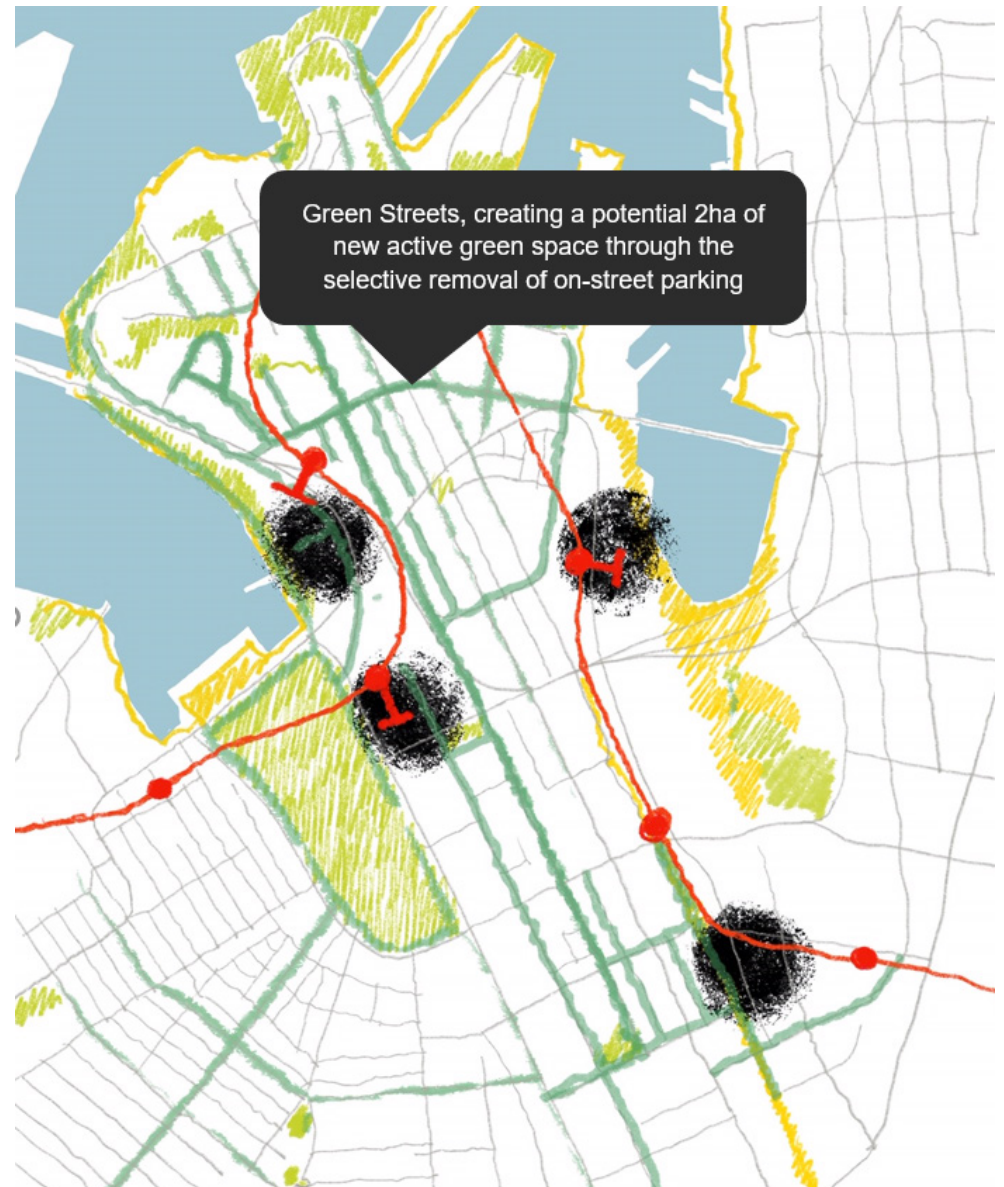 Green Streets, creating a potential 2ha of
new active green space through the
selective removal of on-street parking